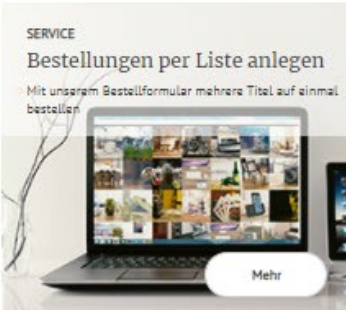 SERVICE
Bestellungen per Liste anlegen
Mit unserem Bestellformular mehrere Titel auf einmal
bestellen
Mehr